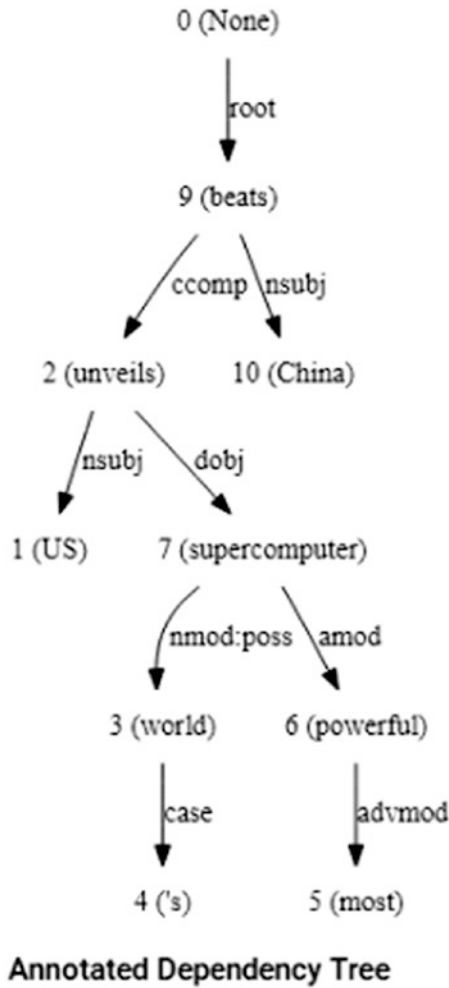 0 (None)
root
9 (beats)
ccomp nsubj
2 (unveils) 10 (China)
nsubj dobj
1 (US) 7 (supercomputer)
nmod:poss amod
3 (world) 6 (powerful)
case advmod
4 ('s) 5 (most)
Annotated Dependency Tree